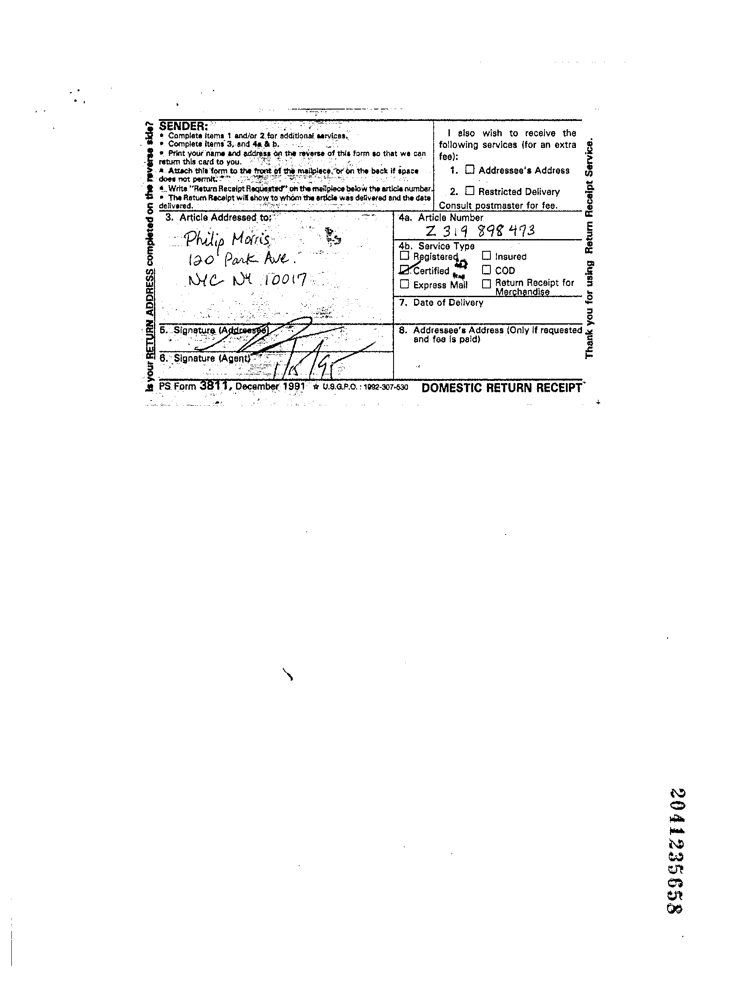 Is your RETURN ADDRESS completed on the reverse side?
SENDER:
• Complete items 1 and/or 2 for additional services.
• Complete items 3, and 4a & b.
• Print your name and address on the reverse of this form so that we can
return this card to you.
• Attach this form to the front of the mailpiece, or on the back if space
does not permit.
• Write "Return Receipt Requested" on the mailpiece below the article number.
• The Return Receipt will show to whom the article was delivered and the date
delivered.
I also wish to receive the
following services (for an extra
fee):
1. ☐ Addressee's Address
2. ☐ Restricted Delivery
Consult postmaster for fee.
3. Article Addressed to:
Philip Morris
120 Park Ave.
NYC NY 10017
4a. Article Number
Z 319 898 473
4b. Service Type
☐ Registered ☐ Insured
☑ Certified ☐ COD
☐ Express Mail ☐ Return Receipt for
Merchandise
7. Date of Delivery
5. Signature (Addressee)
6. Signature (Agent)
8. Addressee's Address (Only if requested
and fee is paid)
PS Form 3811, December 1991 ☆ U.S.G.P.O.: 1992-307-530 DOMESTIC RETURN RECEIPT
Thank you for using Return Receipt Service.
2041235658